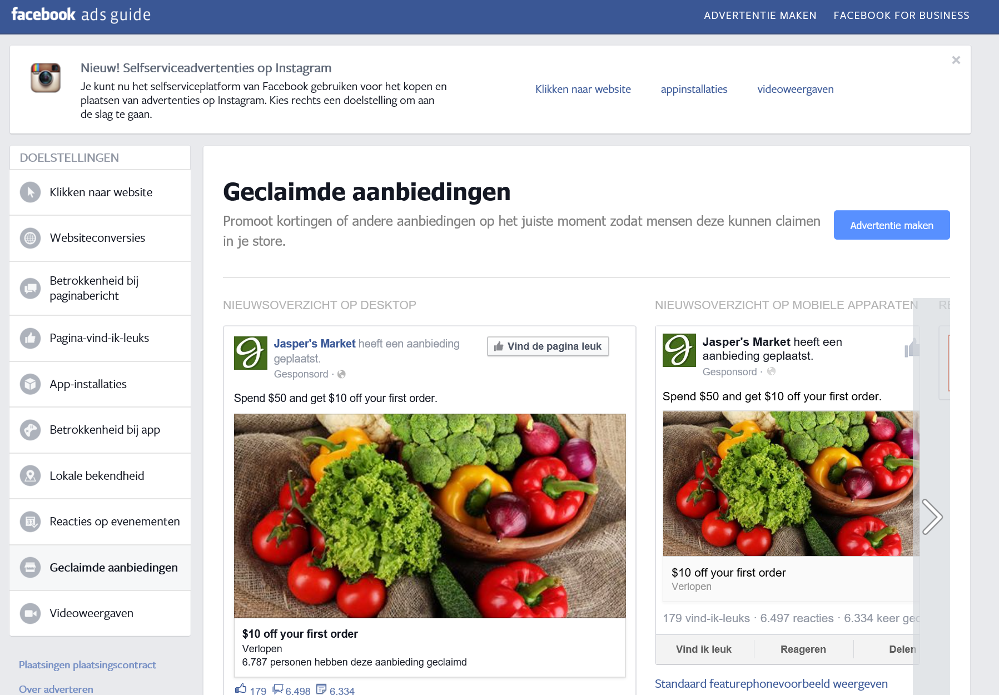 facebook ads guide
ADVERTENTIE MAKEN
FACEBOOK FOR BUSINESS
Nieuw! Selfserviceadvertenties op Instagram
Je kunt nu het selfserviceplatform van Facebook gebruiken voor het kopen en
plaatsen van advertenties op Instagram. Kies rechts een doelstelling om aan
de slag te gaan.
Klikken naar website
appinstallaties
videoweergaven
DOELSTELLINGEN
Klikken naar website
Websiteconversies
Betrokkenheid bij
paginabericht
Pagina-vind-ik-leuks
App-installaties
Betrokkenheid bij app
Lokale bekendheid
Reacties op evenementen
Geclaimde aanbiedingen
Videoweergaven
Plaatsingen plaatsingscontract
Over adverteren
Geclaimde aanbiedingen
Promoot kortingen of andere aanbiedingen op het juiste moment zodat mensen deze kunnen claimen
in je store.
Advertentie maken
NIEUWSOVERZICHT OP DESKTOP
Jasper's Market heeft een aanbieding
geplaatst.
Gesponsord ·
Vind de pagina leuk
Spend $50 and get $10 off your first order.
$10 off your first order
Verlopen
6.787 personen hebben deze aanbieding geclaimd
179 6.498 6.334
NIEUWSOVERZICHT OP MOBIELE APPARATEN
Jasper's Market heeft een
aanbieding geplaatst.
Gesponsord ·
Spend $50 and get $10 off your first order.
$10 off your first order
Verlopen
179 vind-ik-leuks · 6.497 reacties · 6.334 keer
Vind ik leuk
Reageren
Delen
Standaard featurephonevoorbeeld weergeven